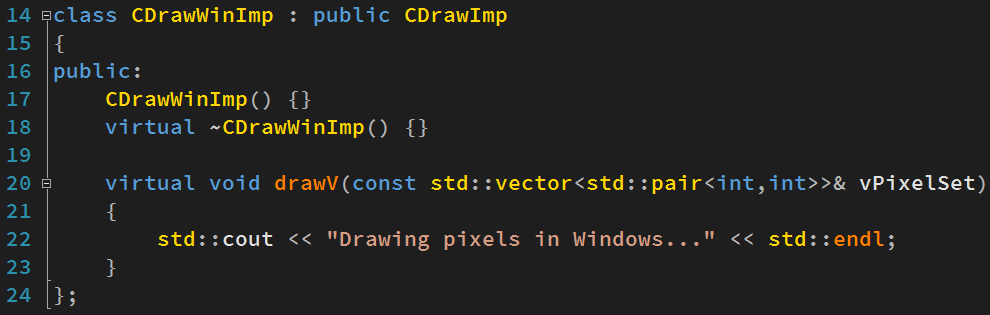 14 class CDrawWinImp : public CDrawImp
15 {
16 public:
17     CDrawWinImp() {}
18     virtual ~CDrawWinImp() {}
19
20     virtual void drawV(const std::vector<std::pair<int,int>>& vPixelSet)
21     {
22         std::cout << "Drawing pixels in Windows..." << std::endl;
23     }
24 };